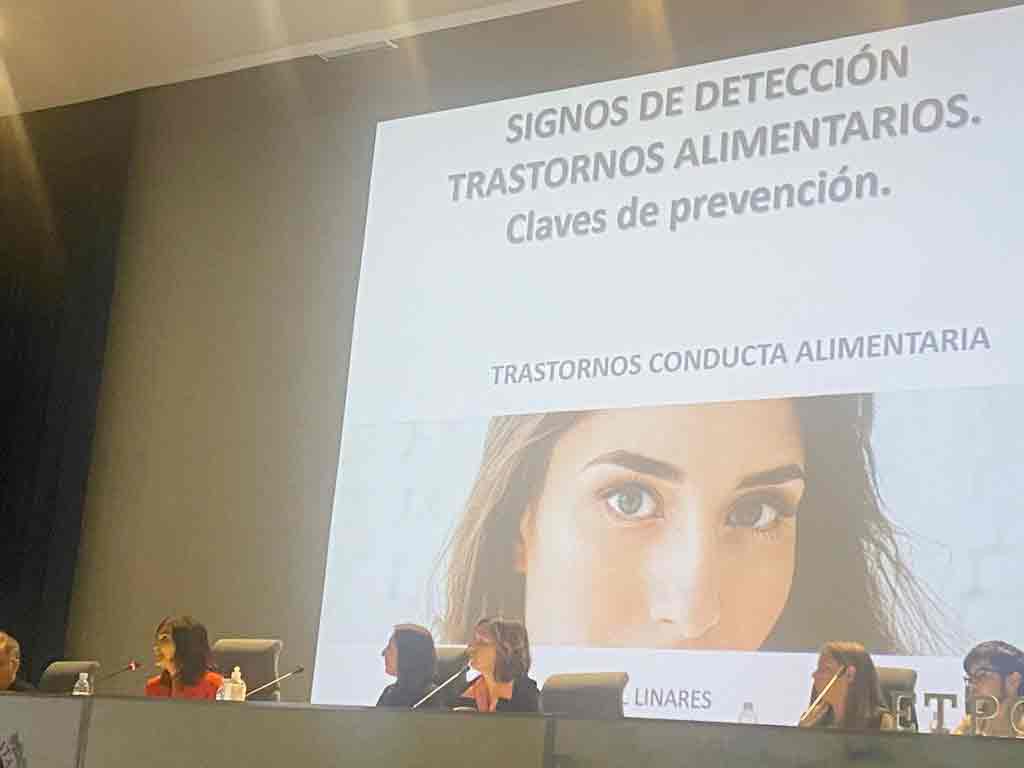 SIGNOS DE DETECCIÓN
TRASTORNOS ALIMENTARIOS.
Claves de prevención.
TRASTORNOS CONDUCTA ALIMENTARIA
LINARES